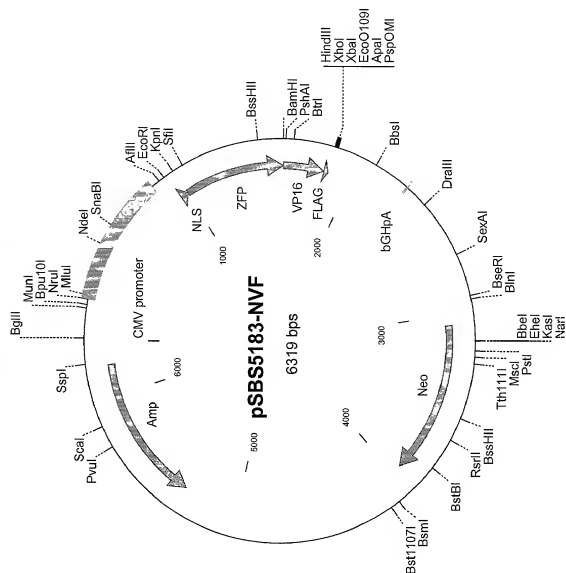 pSBS5183-NVF
6319 bps
1000
2000
3000
4000
5000
6000
CMV promoter
NLS
ZFP
VP16
FLAG
bGHpA
Neo
Amp
BglII
MunI
Bpu10I
NruI
MluI
NdeI
SnaBI
AflII
EcoRI
KpnI
SfiI
BssHII
BamHI
PshAI
BtrI
HindIII
XhoI
XbaI
EcoO109I
ApaI
PspOMI
BbsI
DraIII
SexAI
BseRI
BlnI
BbeI
EheI
KasI
NarI
PstI
MscI
Tth111I
BssHII
RsrII
BstBI
BsmI
Bst1107I
PvuI
ScaI
SspI